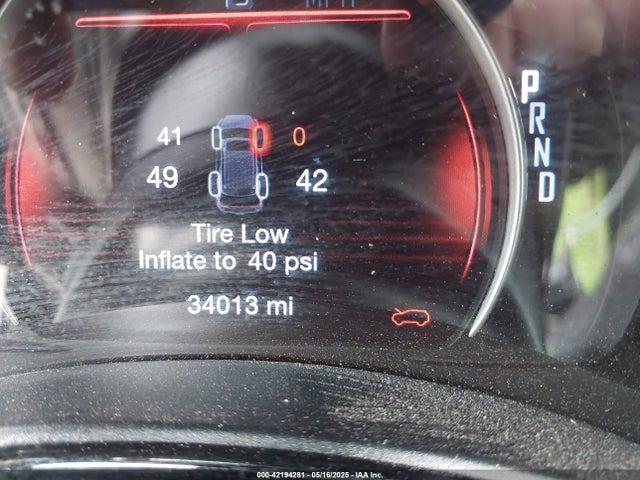 MPH
P
R
N
D
41 0
49 42
Tire Low
Inflate to 40 psi
34013 mi
000-42194281 - 05/16/2025 - IAA Inc.